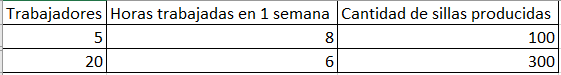 Trabajadores Horas trabajadas en 1 semana Cantidad de sillas producidas
5 8 100
20 6 300